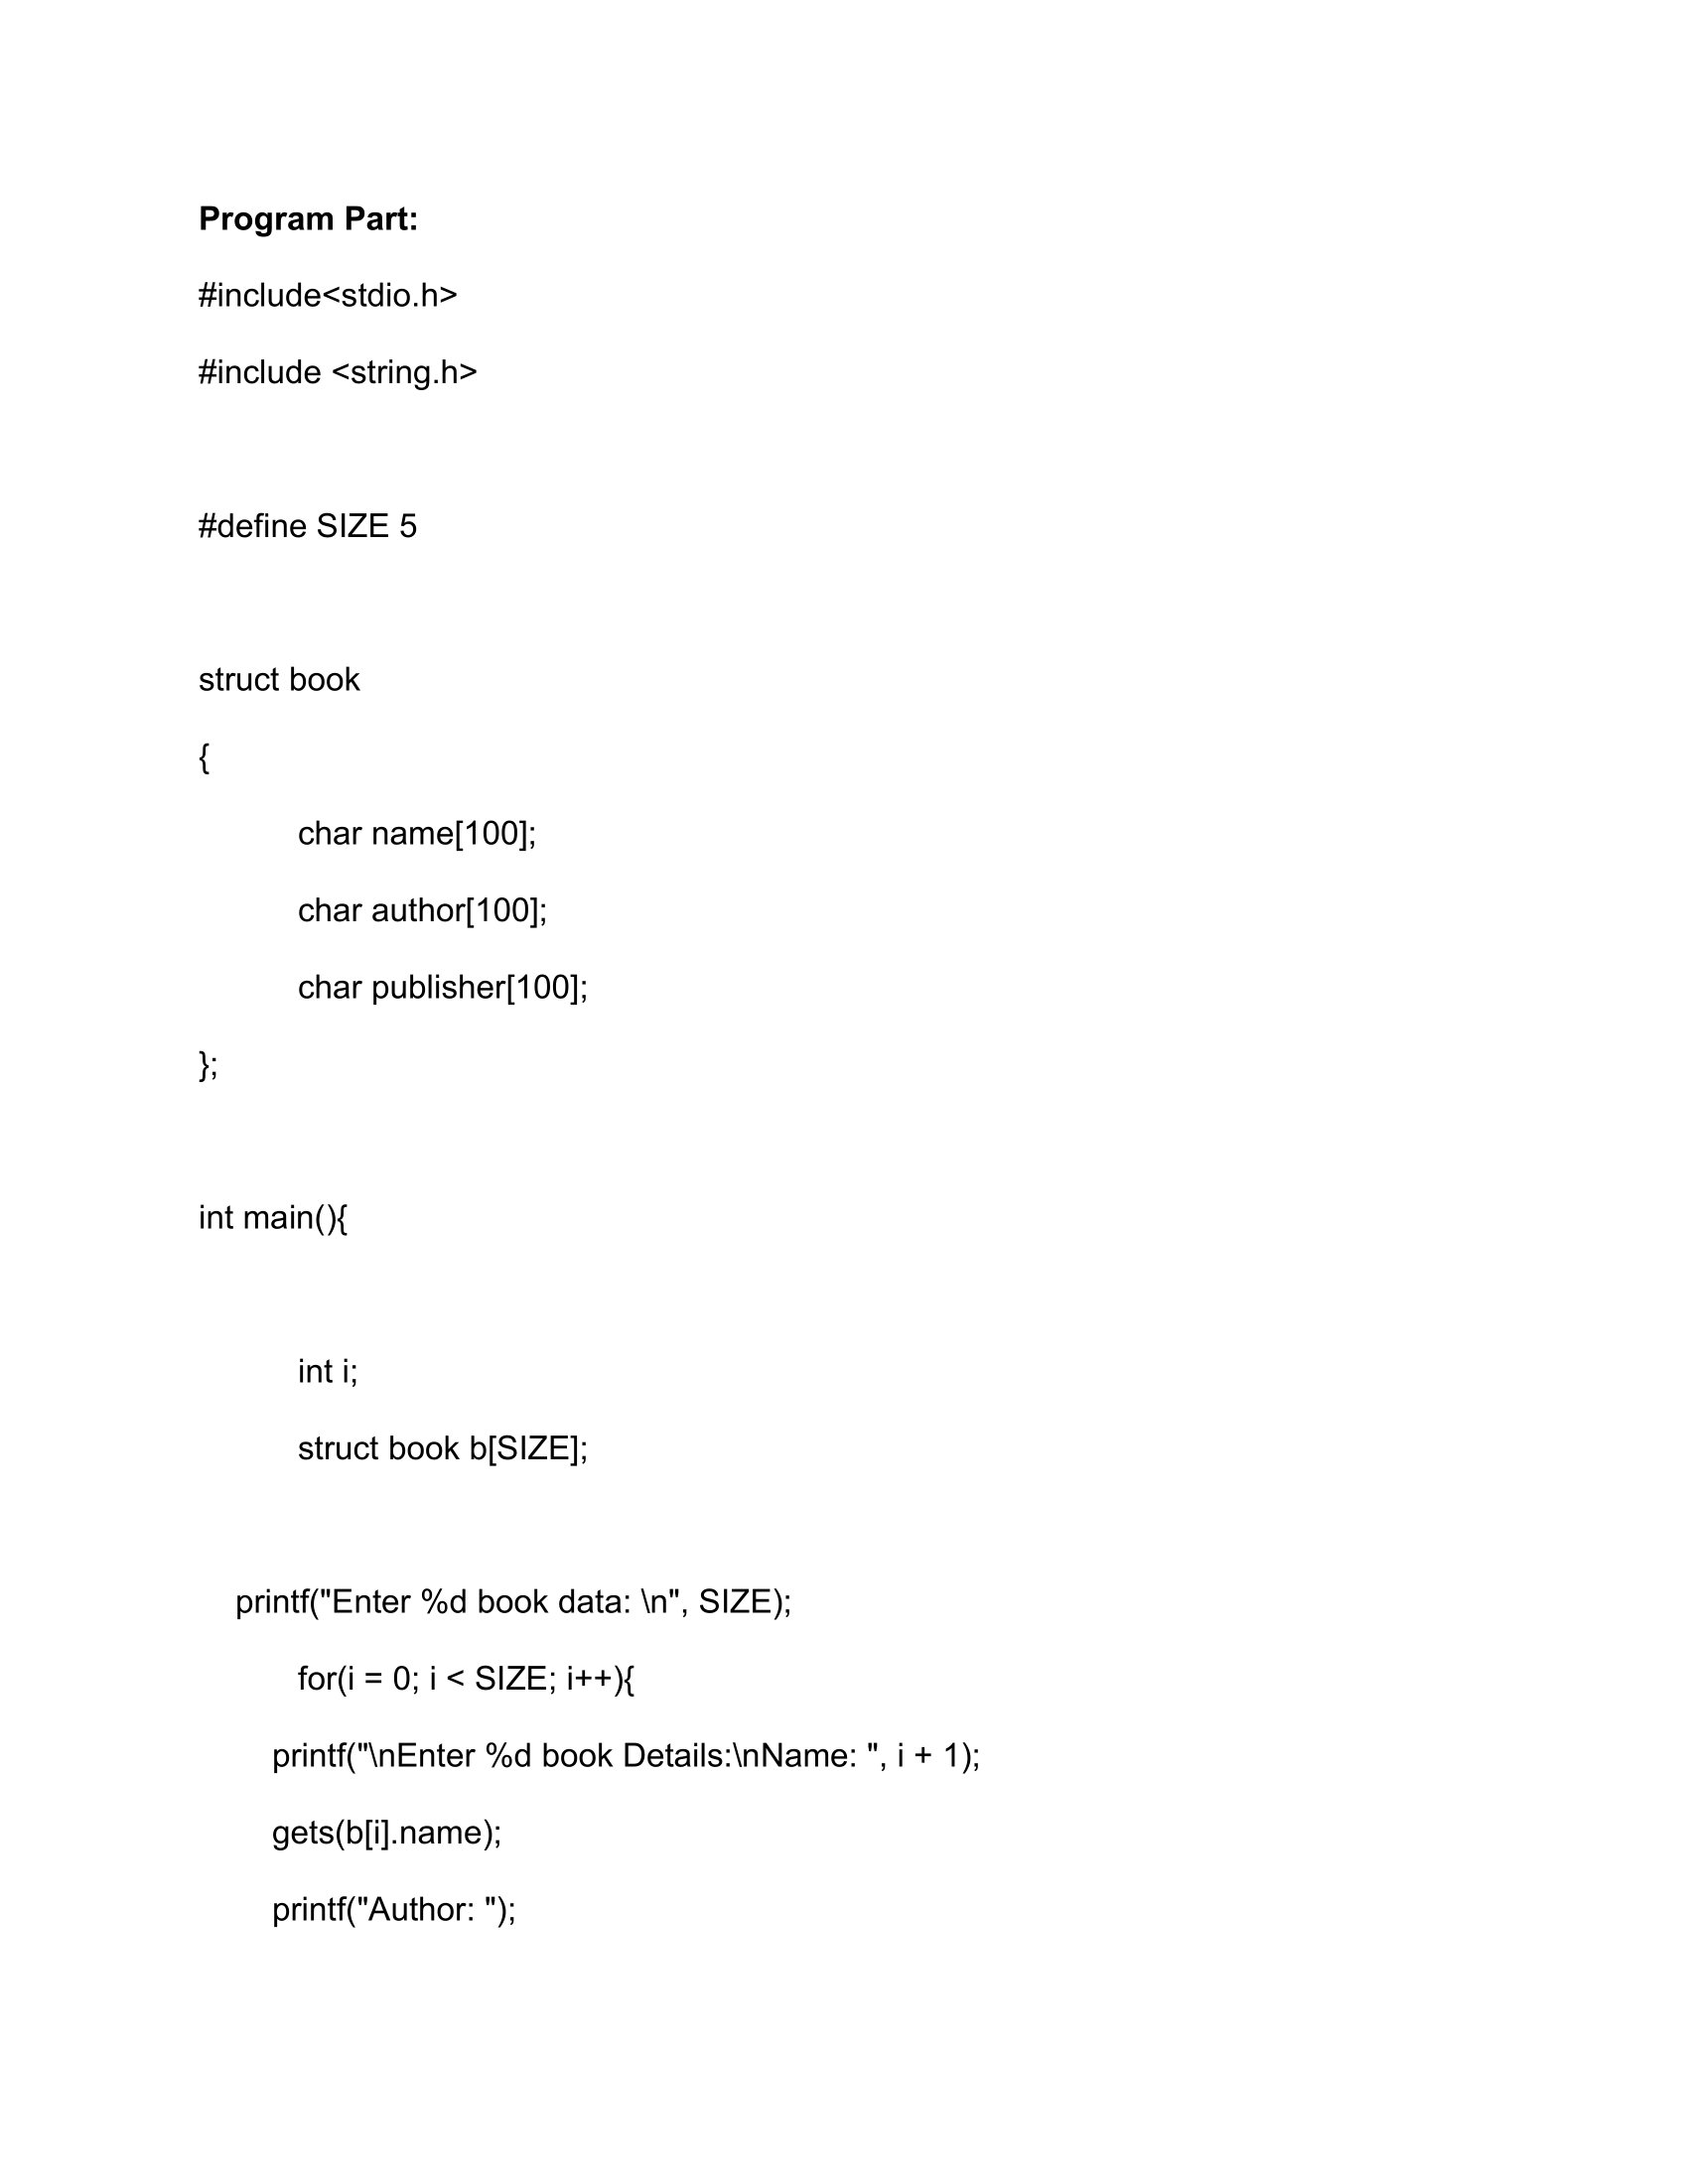 Program Part:
#include<stdio.h>
#include <string.h>
#define SIZE 5
struct book
{
char name[100];
char author[100];
char publisher[100];
};
int main(){
int i;
struct book b[SIZE];
printf("Enter %d book data: \n", SIZE);
for(i = 0; i < SIZE; i++){
printf("\nEnter %d book Details:\nName: ", i + 1);
gets(b[i].name);
printf("Author: ");